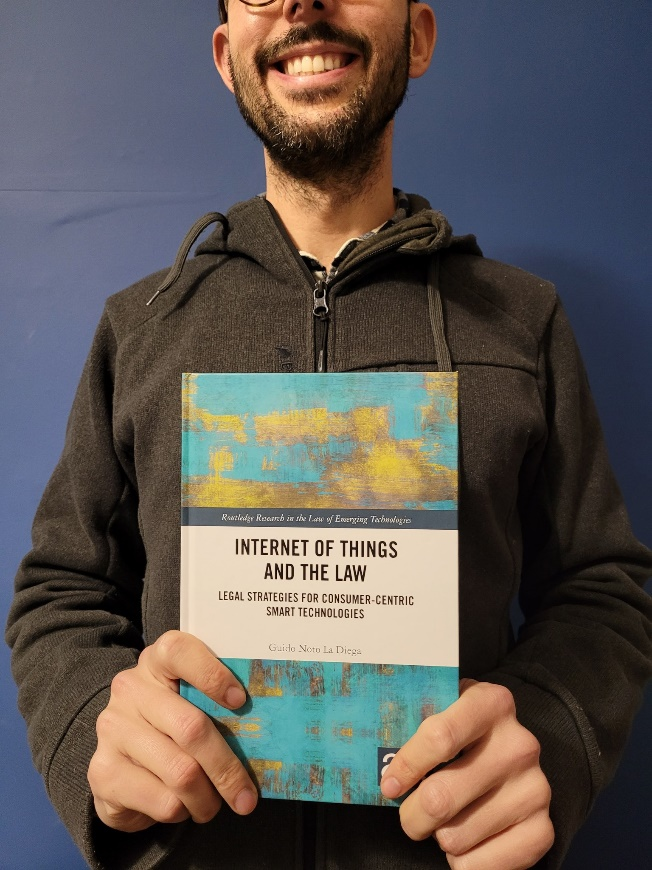 Routledge Research in the Law of Emerging Technologies
INTERNET OF THINGS
AND THE LAW
LEGAL STRATEGIES FOR CONSUMER-CENTRIC
SMART TECHNOLOGIES
Guido Noto La Diega